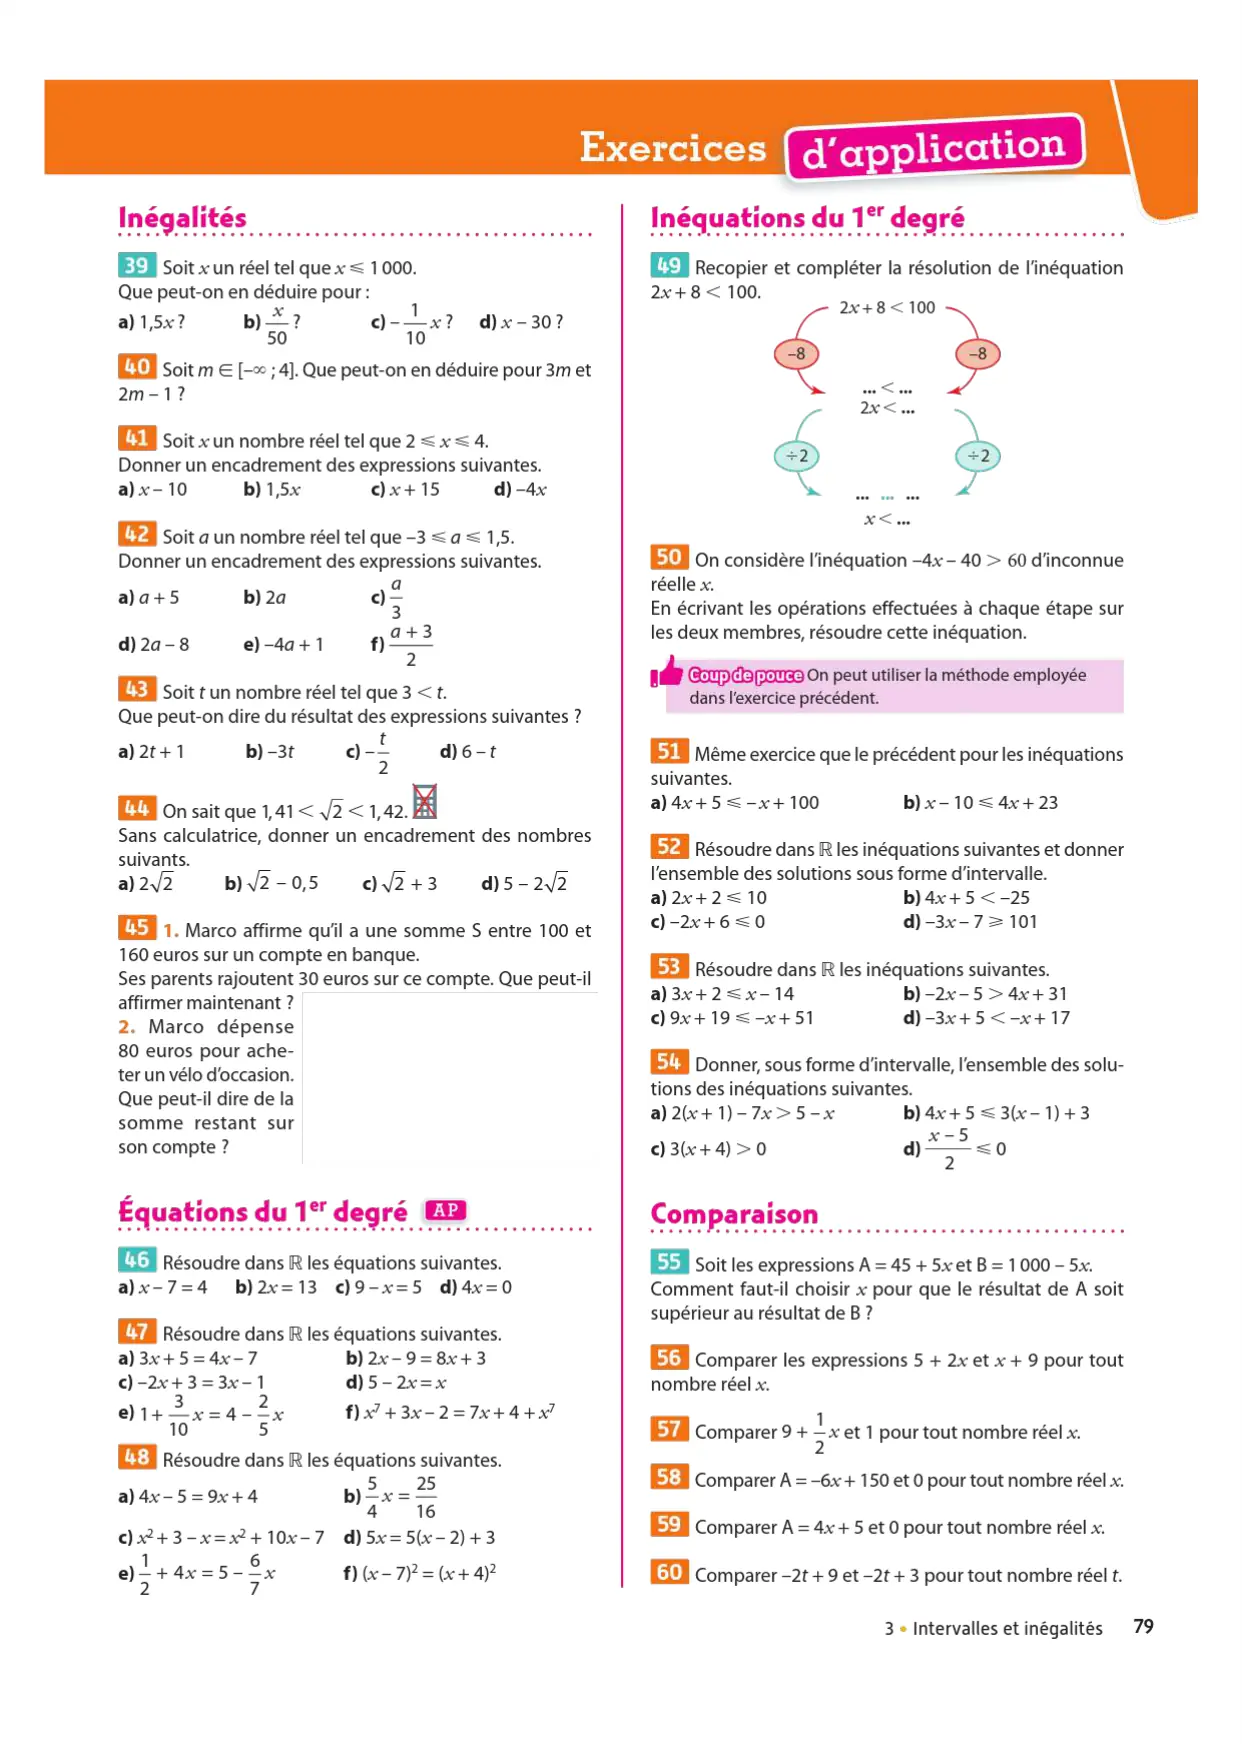 Exercices d'application
Inégalités
39 Soit x un réel tel que x ⩽ 1 000.
Que peut-on en déduire pour :
a) 1,5x ? b) x/50 ? c) – 1/10 x ? d) x – 30 ?
40 Soit m ∈ [–∞ ; 4]. Que peut-on en déduire pour 3m et
2m – 1 ?
41 Soit x un nombre réel tel que 2 ⩽ x ⩽ 4.
Donner un encadrement des expressions suivantes.
a) x – 10 b) 1,5x c) x + 15 d) –4x
42 Soit a un nombre réel tel que –3 ⩽ a ⩽ 1,5.
Donner un encadrement des expressions suivantes.
a) a + 5 b) 2a c) a/3
d) 2a – 8 e) –4a + 1 f) (a + 3)/2
43 Soit t un nombre réel tel que 3 < t.
Que peut-on dire du résultat des expressions suivantes ?
a) 2t + 1 b) –3t c) – t/2 d) 6 – t
44 On sait que 1,41 < √2 < 1,42.
Sans calculatrice, donner un encadrement des nombres
suivants.
a) 2√2 b) √2 – 0,5 c) √2 + 3 d) 5 – 2√2
45 1. Marco affirme qu'il a une somme S entre 100 et
160 euros sur un compte en banque.
Ses parents rajoutent 30 euros sur ce compte. Que peut-il
affirmer maintenant ?
2. Marco dépense
80 euros pour ache-
ter un vélo d'occasion.
Que peut-il dire de la
somme restant sur
son compte ?
Équations du 1er degré AP
46 Résoudre dans ℝ les équations suivantes.
a) x – 7 = 4 b) 2x = 13 c) 9 – x = 5 d) 4x = 0
47 Résoudre dans ℝ les équations suivantes.
a) 3x + 5 = 4x – 7 b) 2x – 9 = 8x + 3
c) –2x + 3 = 3x – 1 d) 5 – 2x = x
e) 1 + 3/10 x = 4 – 2/5 x f) x⁷ + 3x – 2 = 7x + 4 + x⁷
48 Résoudre dans ℝ les équations suivantes.
a) 4x – 5 = 9x + 4 b) 5/4 x = 25/16
c) x² + 3 – x = x² + 10x – 7 d) 5x = 5(x – 2) + 3
e) 1/2 + 4x = 5 – 6/7 x f) (x – 7)² = (x + 4)²
Inéquations du 1er degré
49 Recopier et compléter la résolution de l'inéquation
2x + 8 < 100.
2x + 8 < 100
–8 –8
... < ...
2x < ...
÷2 ÷2
... ... ...
x < ...
50 On considère l'inéquation –4x – 40 > 60 d'inconnue
réelle x.
En écrivant les opérations effectuées à chaque étape sur
les deux membres, résoudre cette inéquation.
Coup de pouce On peut utiliser la méthode employée
dans l'exercice précédent.
51 Même exercice que le précédent pour les inéquations
suivantes.
a) 4x + 5 ⩽ –x + 100 b) x – 10 ⩽ 4x + 23
52 Résoudre dans ℝ les inéquations suivantes et donner
l'ensemble des solutions sous forme d'intervalle.
a) 2x + 2 ⩽ 10 b) 4x + 5 < –25
c) –2x + 6 ⩽ 0 d) –3x – 7 ⩾ 101
53 Résoudre dans ℝ les inéquations suivantes.
a) 3x + 2 ⩽ x – 14 b) –2x – 5 > 4x + 31
c) 9x + 19 ⩽ –x + 51 d) –3x + 5 < –x + 17
54 Donner, sous forme d'intervalle, l'ensemble des solu-
tions des inéquations suivantes.
a) 2(x + 1) – 7x > 5 – x b) 4x + 5 ⩽ 3(x – 1) + 3
c) 3(x + 4) > 0 d) (x – 5)/2 ⩽ 0
Comparaison
55 Soit les expressions A = 45 + 5x et B = 1 000 – 5x.
Comment faut-il choisir x pour que le résultat de A soit
supérieur au résultat de B ?
56 Comparer les expressions 5 + 2x et x + 9 pour tout
nombre réel x.
57 Comparer 9 + 1/2 x et 1 pour tout nombre réel x.
58 Comparer A = –6x + 150 et 0 pour tout nombre réel x.
59 Comparer A = 4x + 5 et 0 pour tout nombre réel x.
60 Comparer –2t + 9 et –2t + 3 pour tout nombre réel t.
3 • Intervalles et inégalités 79